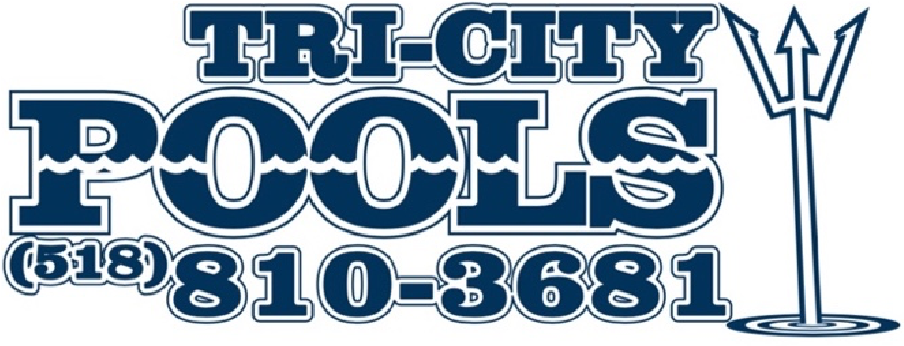 TRI-CITY
POOLS
(518) 810-3681